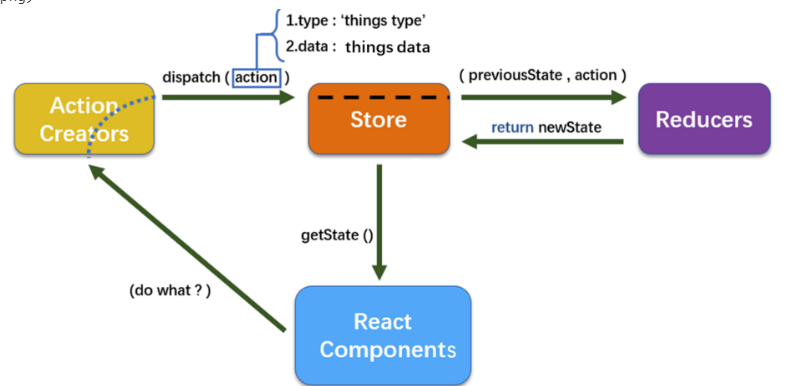 1.type : ‘things type’
2.data : things data
dispatch ( action )
( previousState , action )
Action
Creators
Store
Reducers
return newState
getState ()
(do what ? )
React
Components